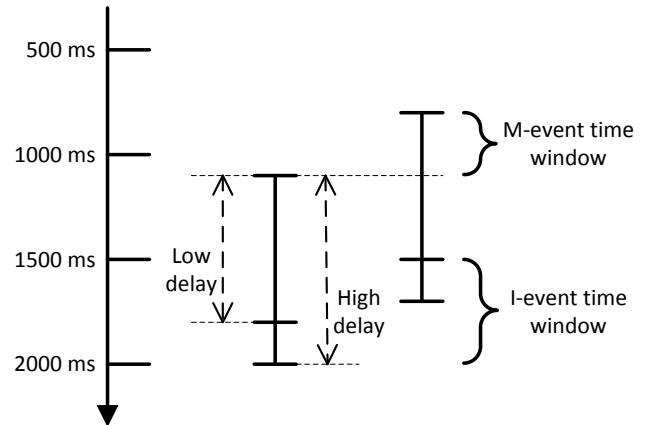 500 ms
1000 ms
1500 ms
2000 ms
Low
delay
High
delay
M-event time
window
I-event time
window